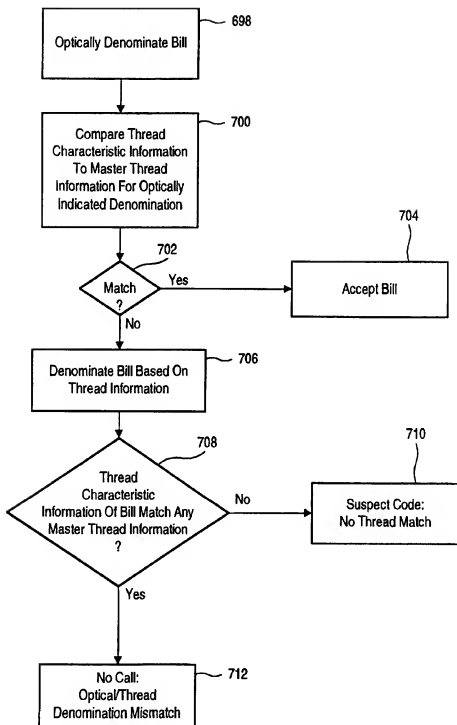 698
Optically Denominate Bill
700
Compare Thread
Characteristic Information
To Master Thread
Information For Optically
Indicated Denomination
702
704
Match
?
Yes
Accept Bill
No
706
Denominate Bill Based On
Thread Information
708
710
Thread
Characteristic
Information Of Bill Match Any
Master Thread Information
?
No
Suspect Code:
No Thread Match
Yes
No Call:
Optical/Thread
Denomination Mismatch
712